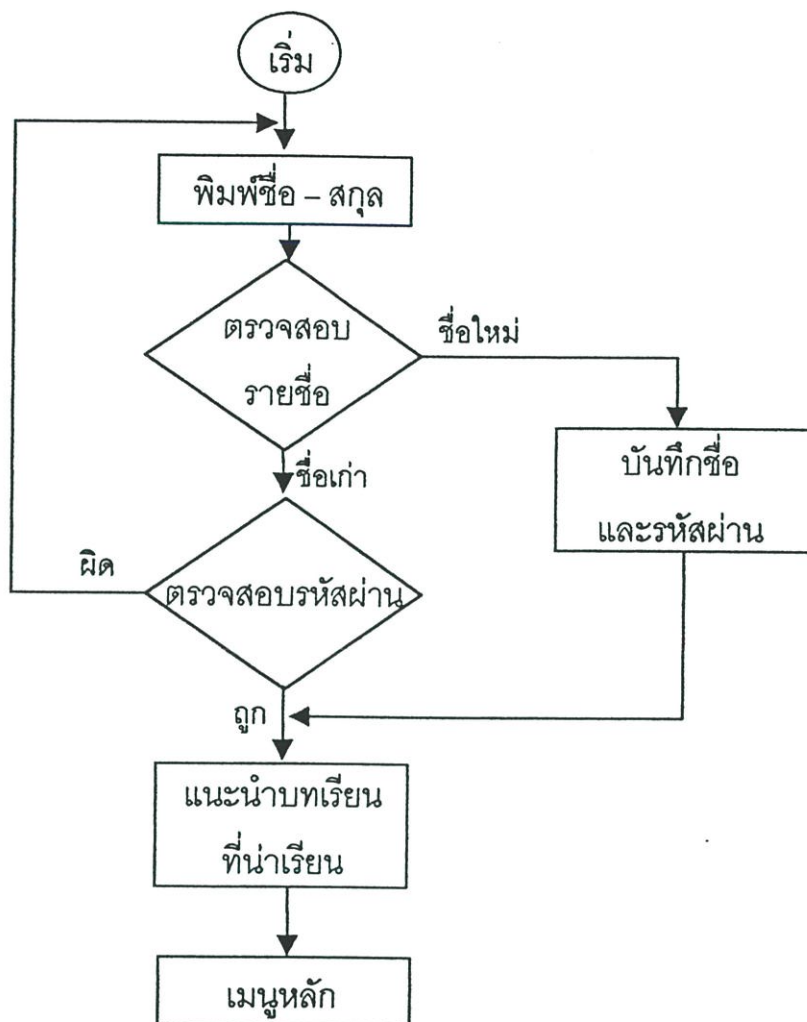 เริ่ม
พิมพ์ชื่อ – สกุล
ตรวจสอบ
รายชื่อ
ชื่อใหม่
บันทึกชื่อ
และรหัสผ่าน
ชื่อเก่า
ผิด
ตรวจสอบรหัสผ่าน
ถูก
แนะนำบทเรียน
ที่น่าเรียน
เมนูหลัก